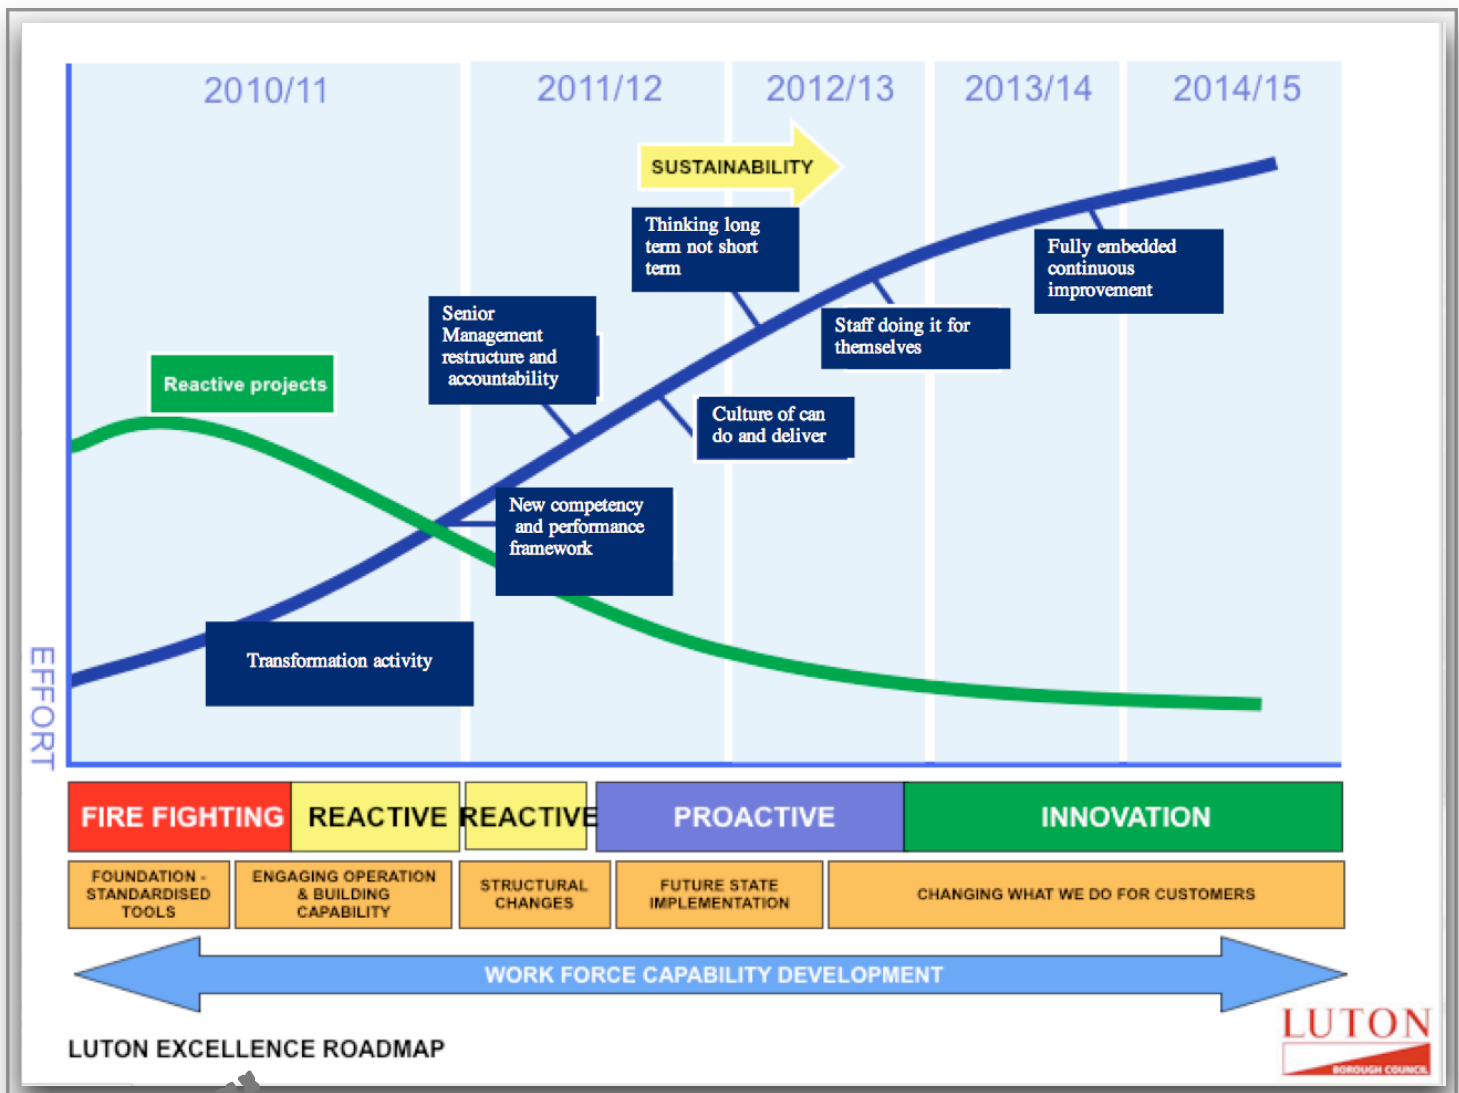 2010/11
2011/12
2012/13
2013/14
2014/15
SUSTAINABILITY
Thinking long
term not short
term
Fully embedded
continuous
improvement
Senior
Management
restructure and
accountability
Staff doing it for
themselves
Reactive projects
Culture of can
do and deliver
New competency
and performance
framework
Transformation activity
EFFORT
FIRE FIGHTING
REACTIVE
REACTIVE
PROACTIVE
INNOVATION
FOUNDATION -
STANDARDISED
TOOLS
ENGAGING OPERATION
& BUILDING
CAPABILITY
STRUCTURAL
CHANGES
FUTURE STATE
IMPLEMENTATION
CHANGING WHAT WE DO FOR CUSTOMERS
WORK FORCE CAPABILITY DEVELOPMENT
LUTON EXCELLENCE ROADMAP
LUTON
BOROUGH COUNCIL